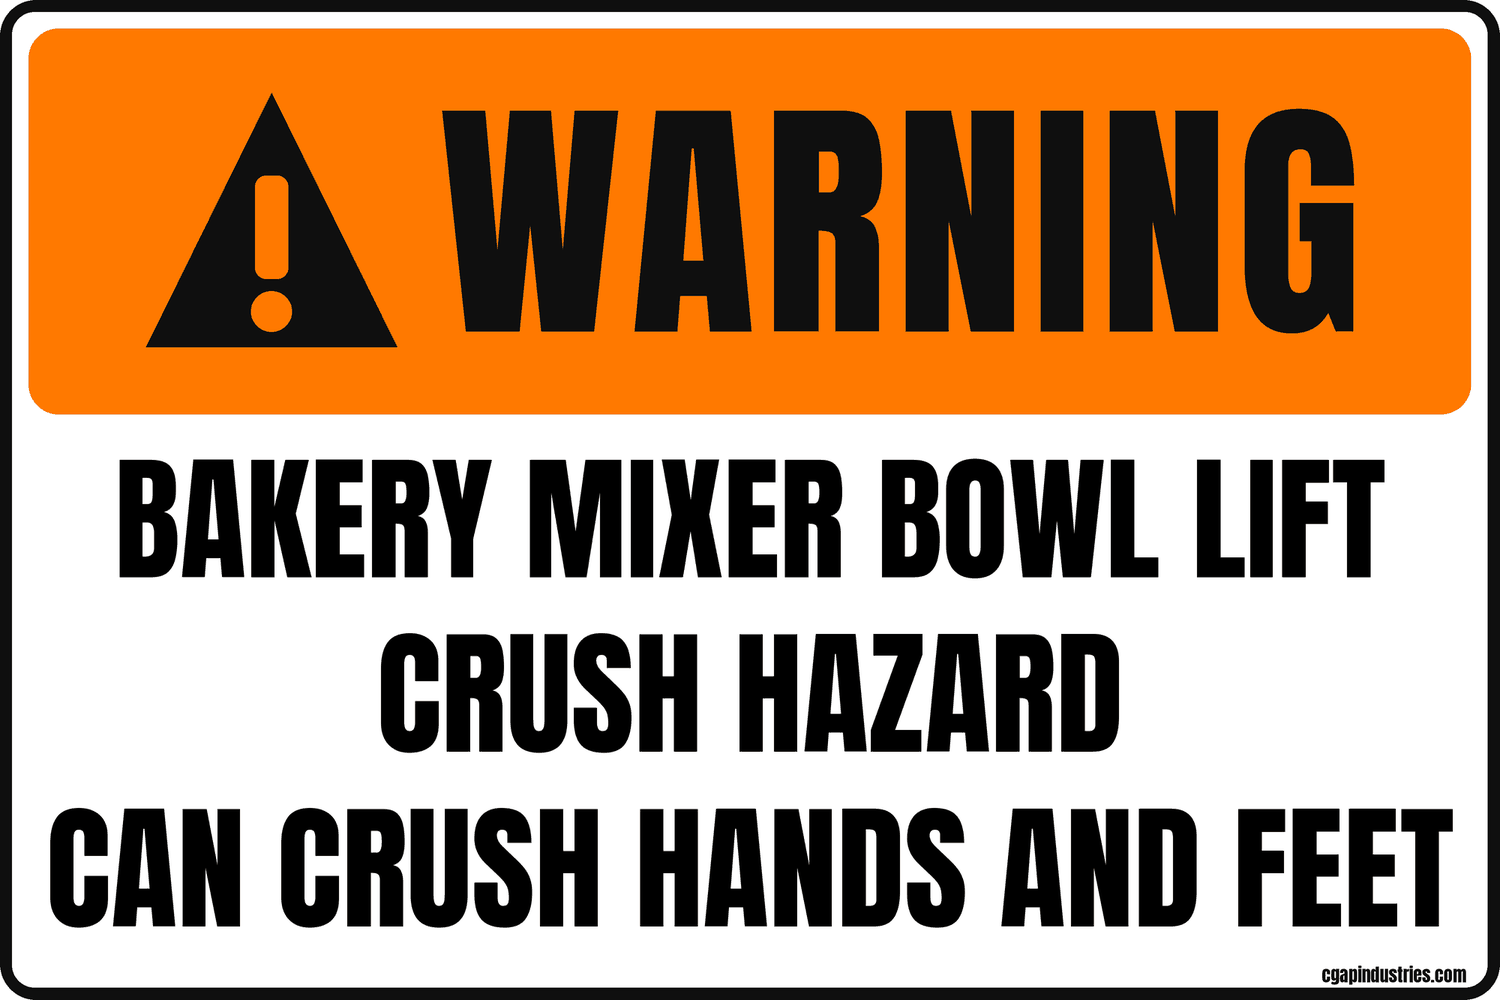 WARNING
BAKERY MIXER BOWL LIFT
CRUSH HAZARD
CAN CRUSH HANDS AND FEET
cgapindustries.com